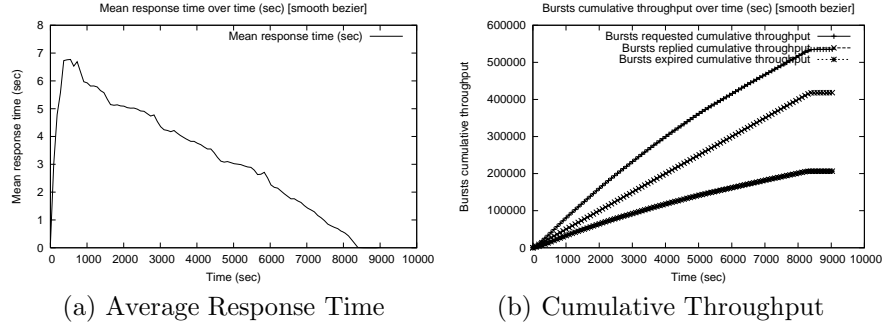 Mean response time over time (sec) [smooth bezier]
Mean response time (sec)
8
7
6
5
4
3
2
1
0
Mean response time (sec)
0 1000 2000 3000 4000 5000 6000 7000 8000 9000 10000
Time (sec)
(a) Average Response Time
Bursts cumulative throughput over time (sec) [smooth bezier]
Bursts requested cumulative throughput
Bursts replied cumulative throughput
Bursts expired cumulative throughput
600000
500000
400000
300000
200000
100000
0
Bursts cumulative throughput
0 1000 2000 3000 4000 5000 6000 7000 8000 9000 10000
Time (sec)
(b) Cumulative Throughput